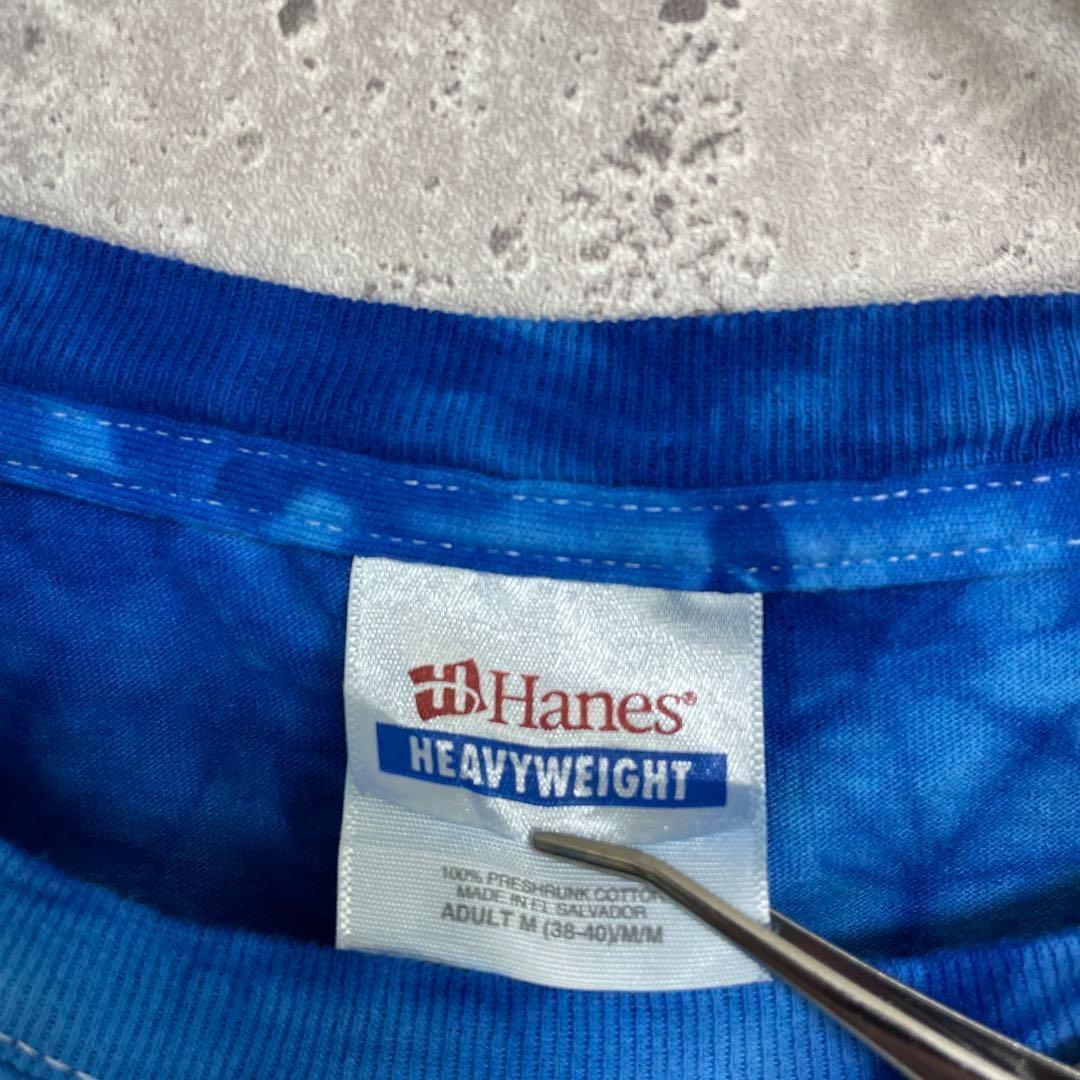 Hanes®
HEAVYWEIGHT
100% PRESHRUNK COTTON
MADE IN EL SALVADOR
ADULT M (38-40)/M/M